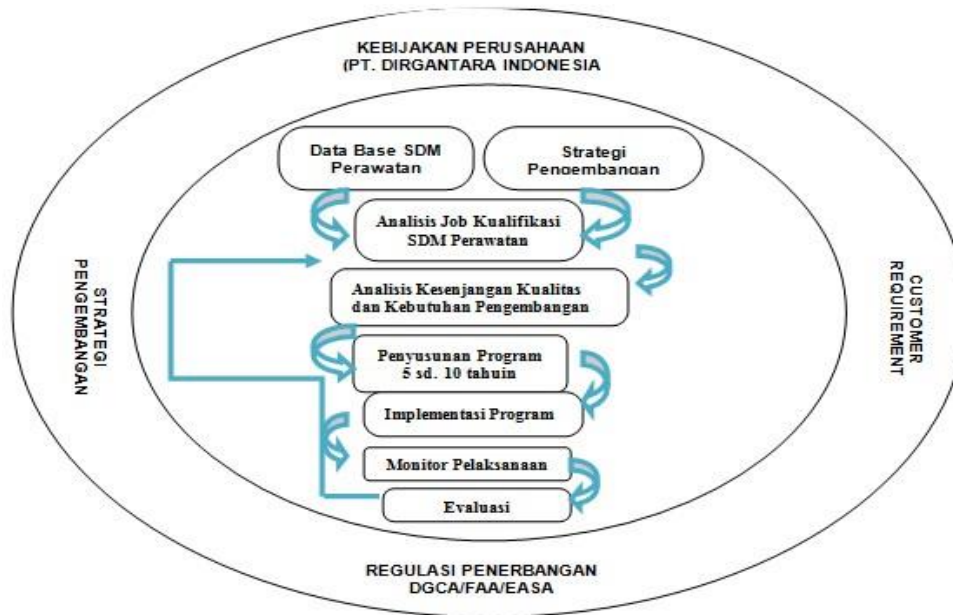 KEBIJAKAN PERUSAHAAN
(PT. DIRGANTARA INDONESIA
Data Base SDM
Perawatan
Strategi
Pengembangan
Analisis Job Kualifikasi
SDM Perawatan
STRATEGI
PENGEMBANGAN
CUSTOMER
REQUIREMENT
Analisis Kesenjangan Kualitas
dan Kebutuhan Pengembangan
Penyusunan Program
5 sd. 10 tahuin
Implementasi Program
Monitor Pelaksanaan
Evaluasi
REGULASI PENERBANGAN
DGCA/FAA/EASA